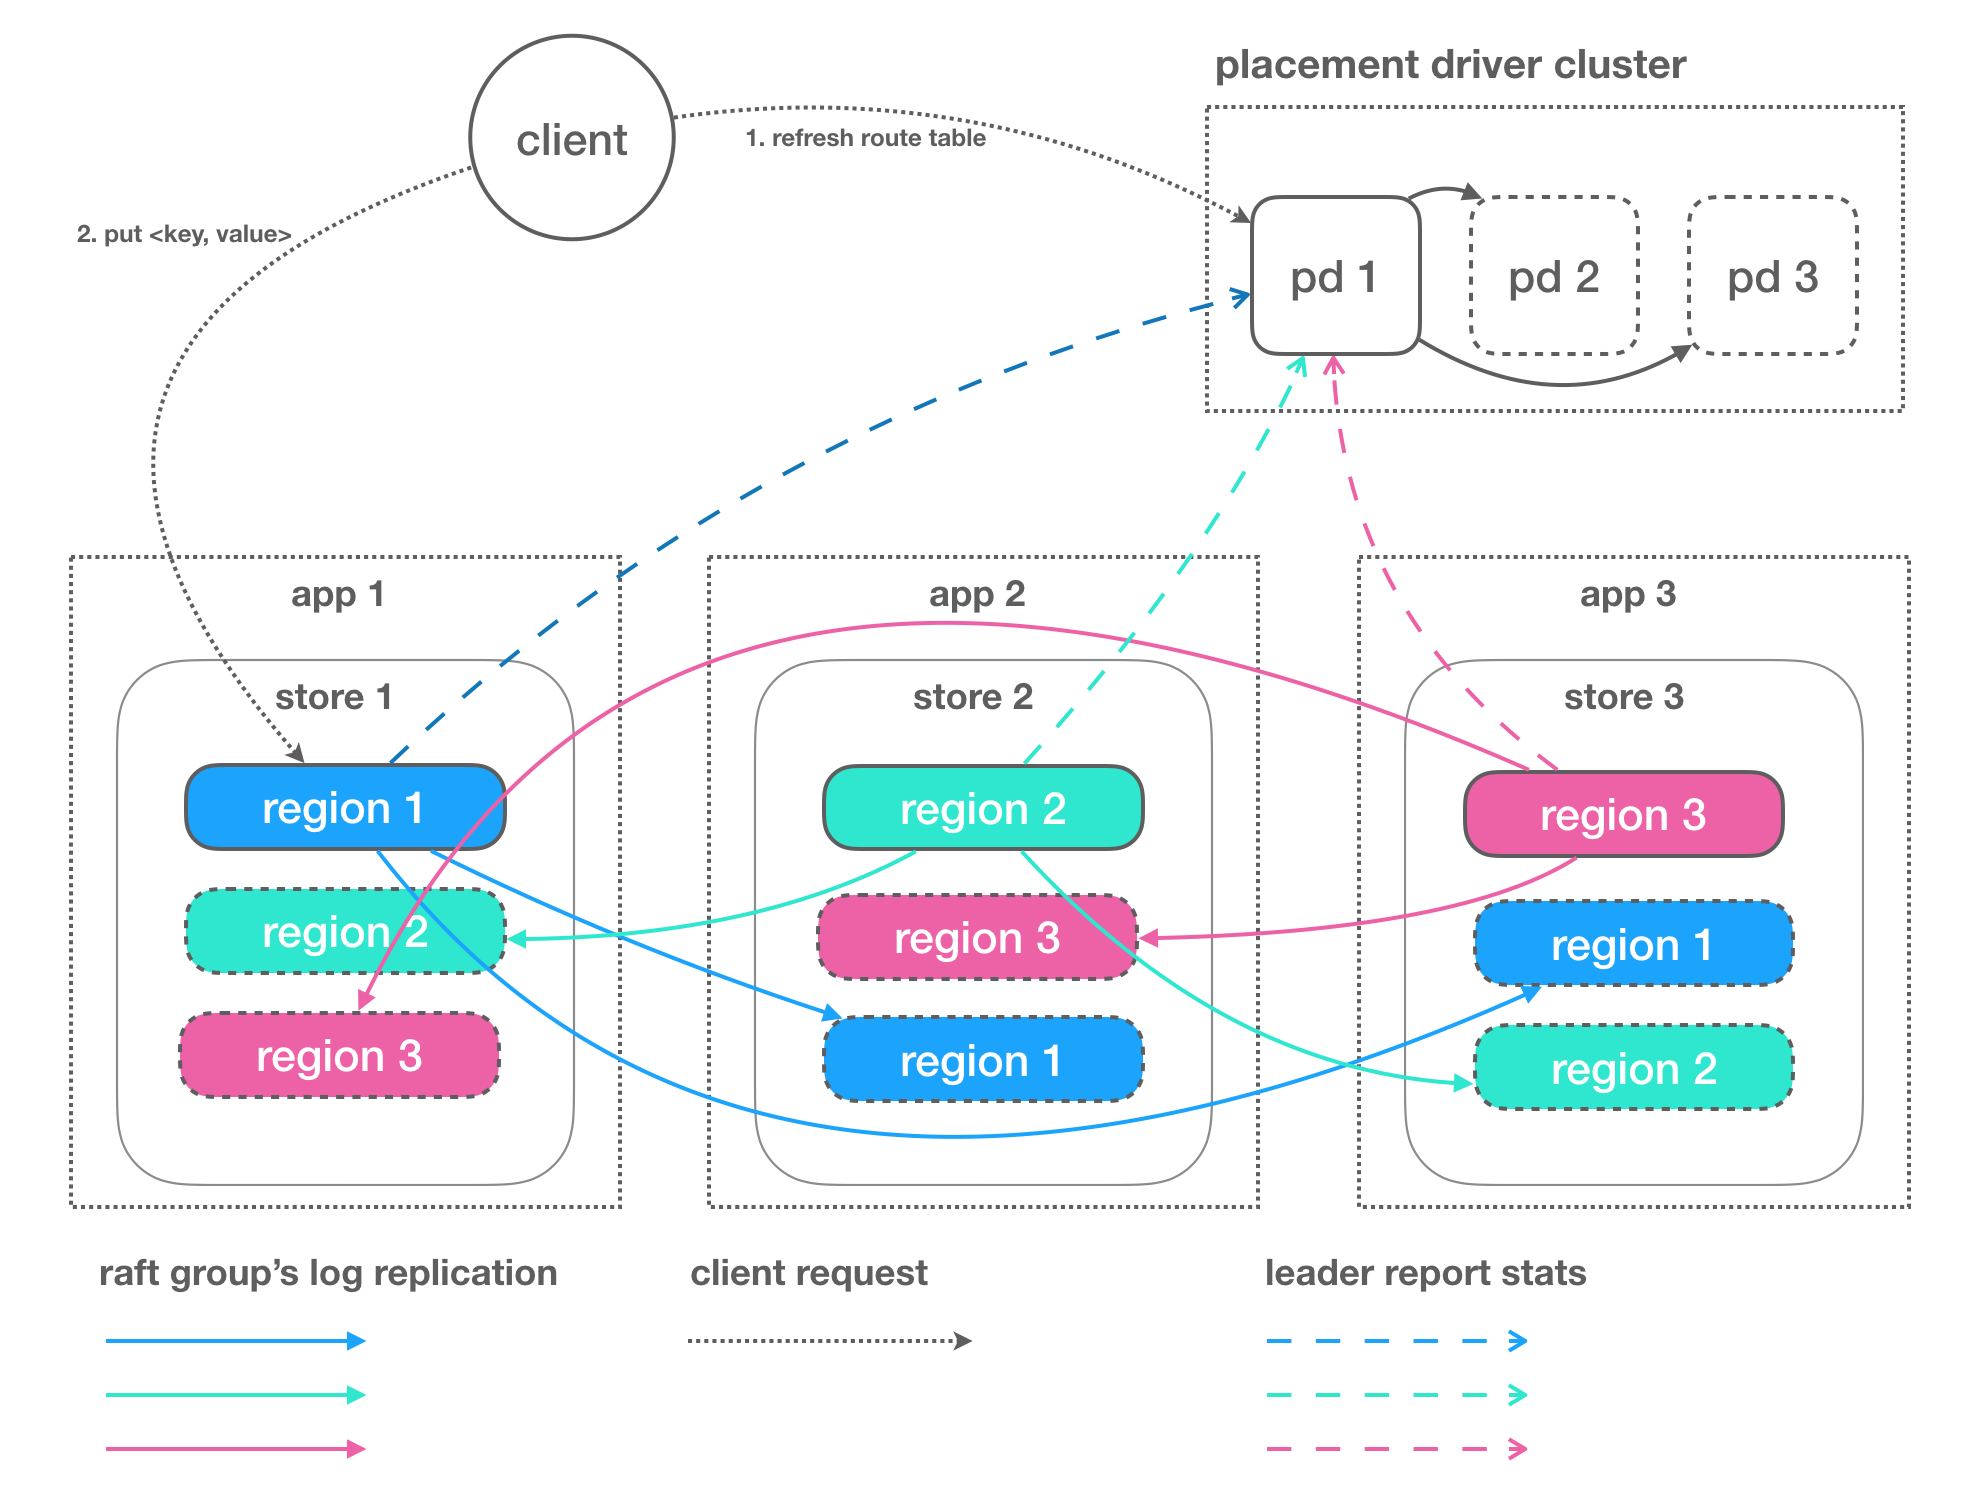 placement driver cluster
client
1. refresh route table
2. put <key, value>
pd 1
pd 2
pd 3
app 1
app 2
app 3
store 1
store 2
store 3
region 1
region 2
region 3
region 2
region 3
region 1
region 3
region 1
region 2
raft group’s log replication
client request
leader report stats